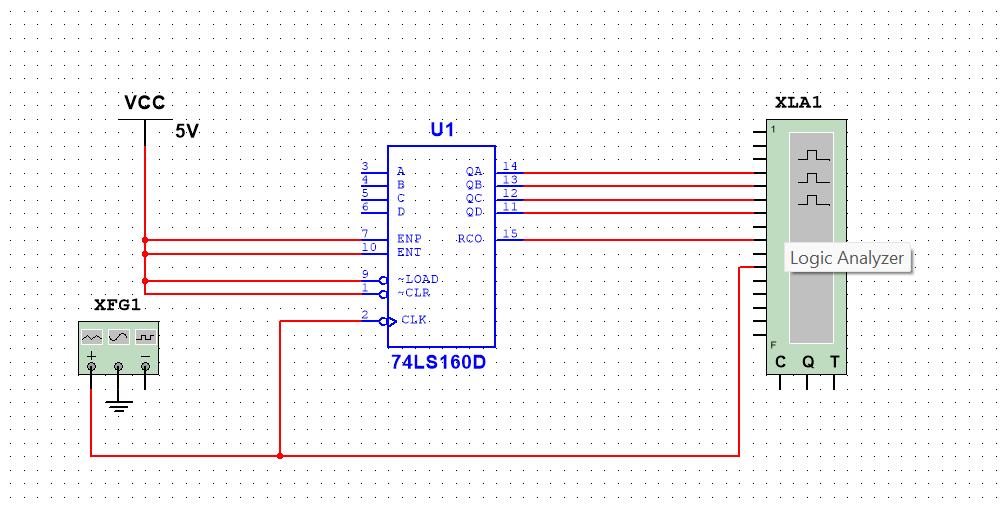 VCC
5V
U1
XLA1
3 A QA 14
4 B QB 13
5 C QC 12
6 D QD 11
7 ENP RCO 15
10 ENT
9 ~LOAD
1 ~CLR
2 CLK
74LS160D
XFG1
+ −
1
Logic Analyzer
F
C Q T